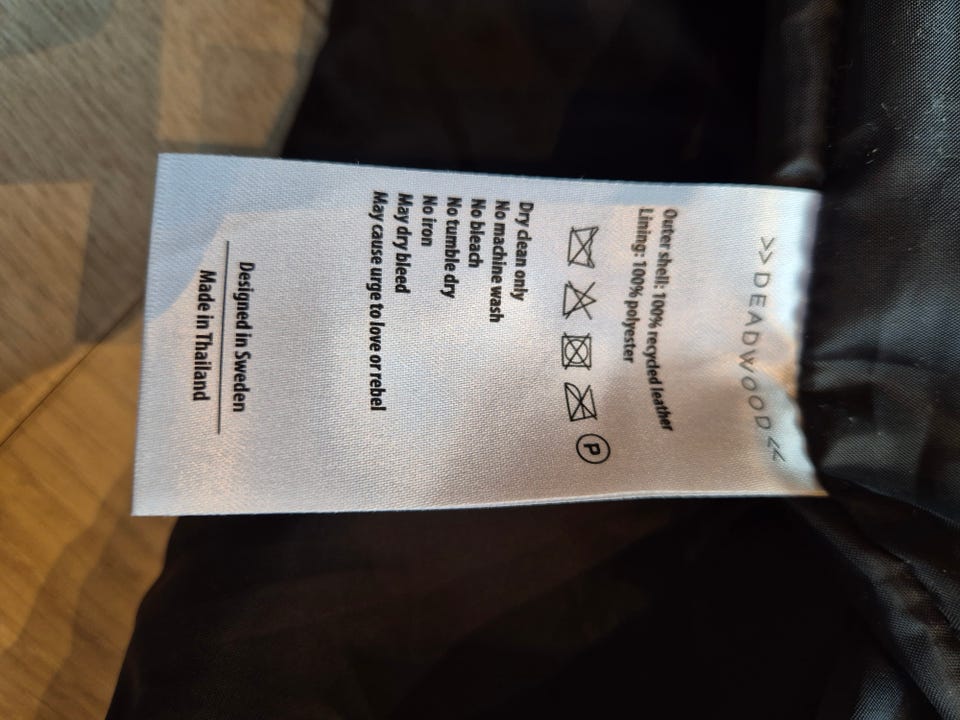 >>DEADWOOD<<
Outer shell: 100% recycled leather
Lining: 100% polyester
P
Dry clean only
No machine wash
No bleach
No tumble dry
No iron
May dry bleed
May cause urge to love or rebel
Designed in Sweden
Made in Thailand